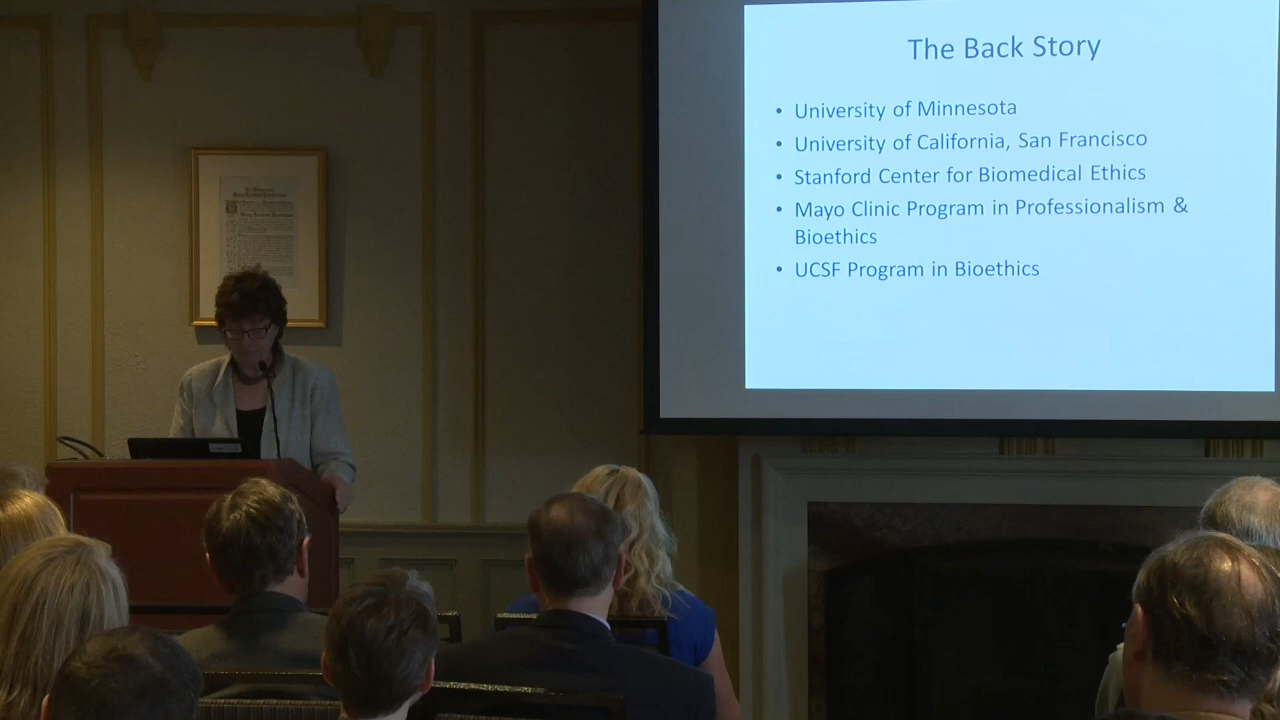 The Back Story
• University of Minnesota
• University of California, San Francisco
• Stanford Center for Biomedical Ethics
• Mayo Clinic Program in Professionalism &
Bioethics
• UCSF Program in Bioethics